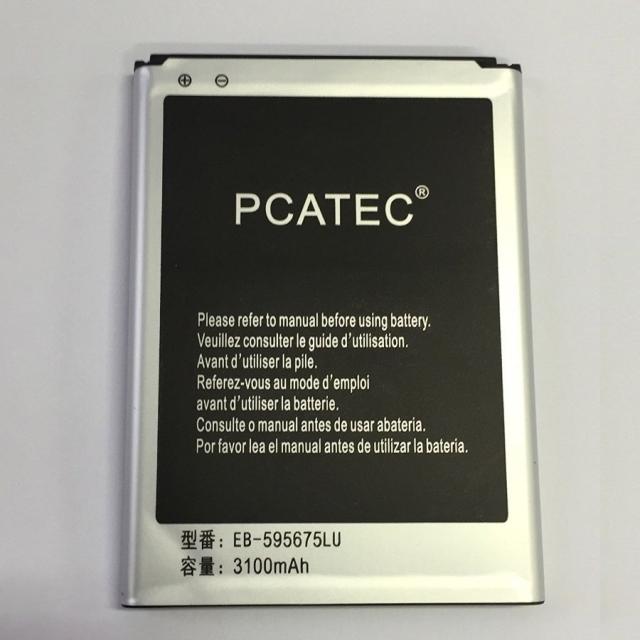 ⊕ ⊖
PCATEC®
Please refer to manual before using battery.
Veuillez consulter le guide d'utilisation.
Avant d'utiliser la pile.
Referez-vous au mode d'emploi
avant d'utiliser la batterie.
Consulte o manual antes de usar abateria.
Por favor lea el manual antes de utilizar la bateria.
型番: EB-595675LU
容量: 3100mAh